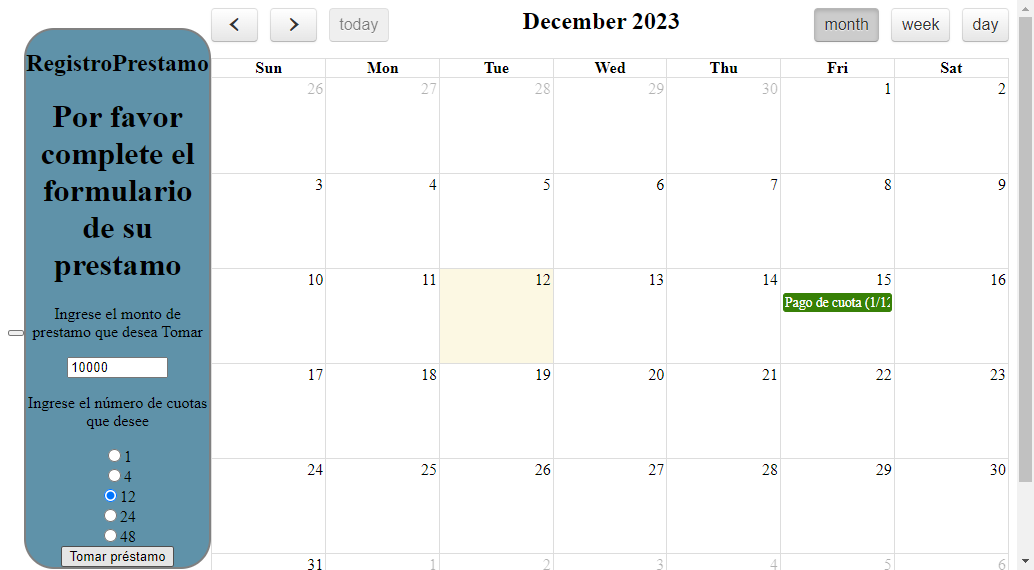 RegistroPrestamo
Por favor
complete el
formulario
de su
prestamo
Ingrese el monto de
prestamo que desea Tomar
10000
Ingrese el número de cuotas
que desee
1
4
12
24
48
Tomar préstamo
today
December 2023
month week day
Sun Mon Tue Wed Thu Fri Sat
26 27 28 29 30 1 2
3 4 5 6 7 8 9
10 11 12 13 14 15 16
Pago de cuota (1/12
17 18 19 20 21 22 23
24 25 26 27 28 29 30
31 1 2 3 4 5 6